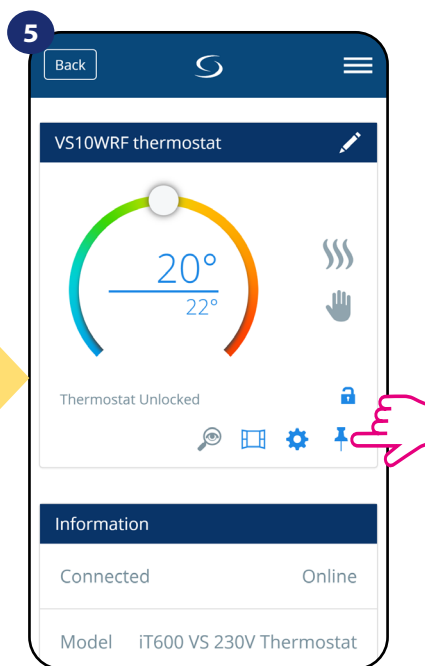 5
Back
VS10WRF thermostat
20°
22°
Thermostat Unlocked
Information
Connected Online
Model iT600 VS 230V Thermostat